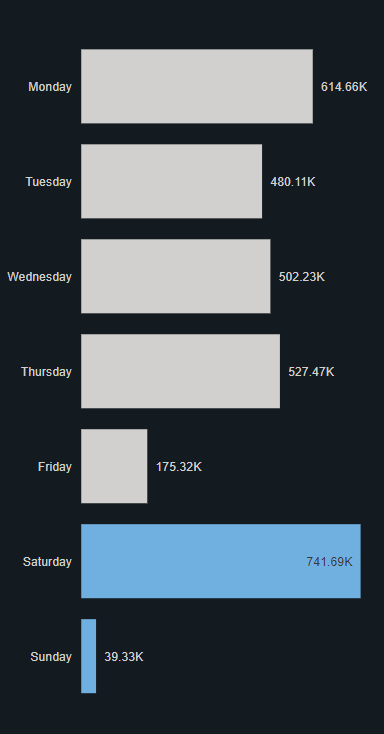 Monday 614.66K
Tuesday 480.11K
Wednesday 502.23K
Thursday 527.47K
Friday 175.32K
Saturday 741.69K
Sunday 39.33K